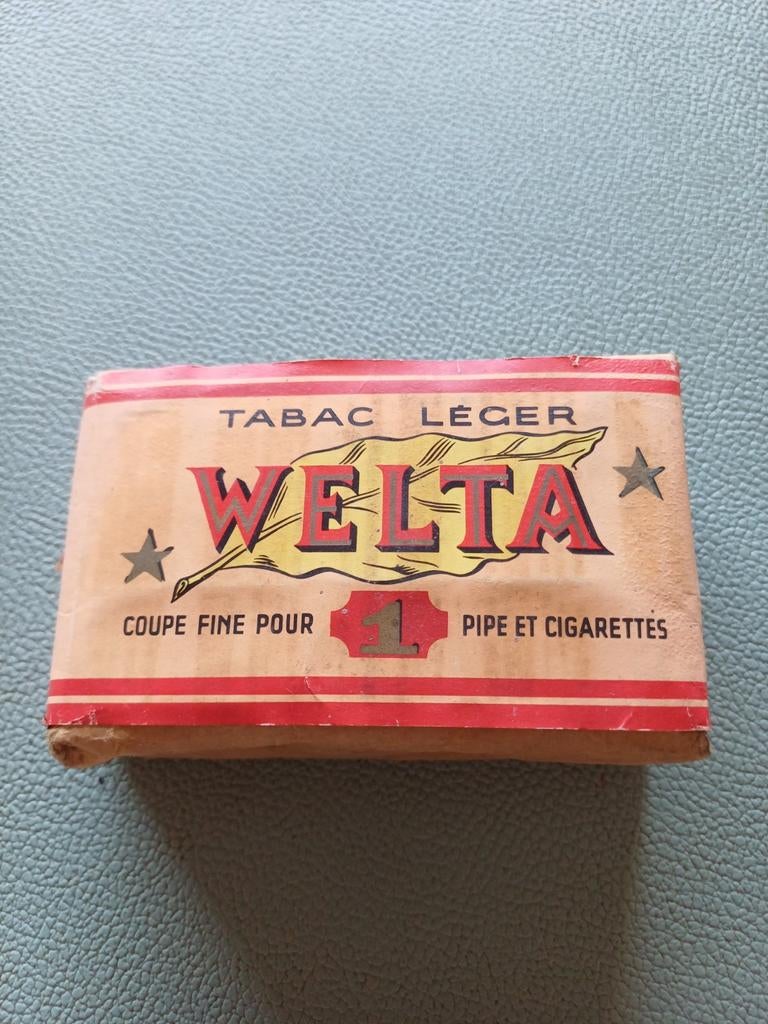 TABAC LÉGER
WELTA
COUPE FINE POUR 1 PIPE ET CIGARETTES